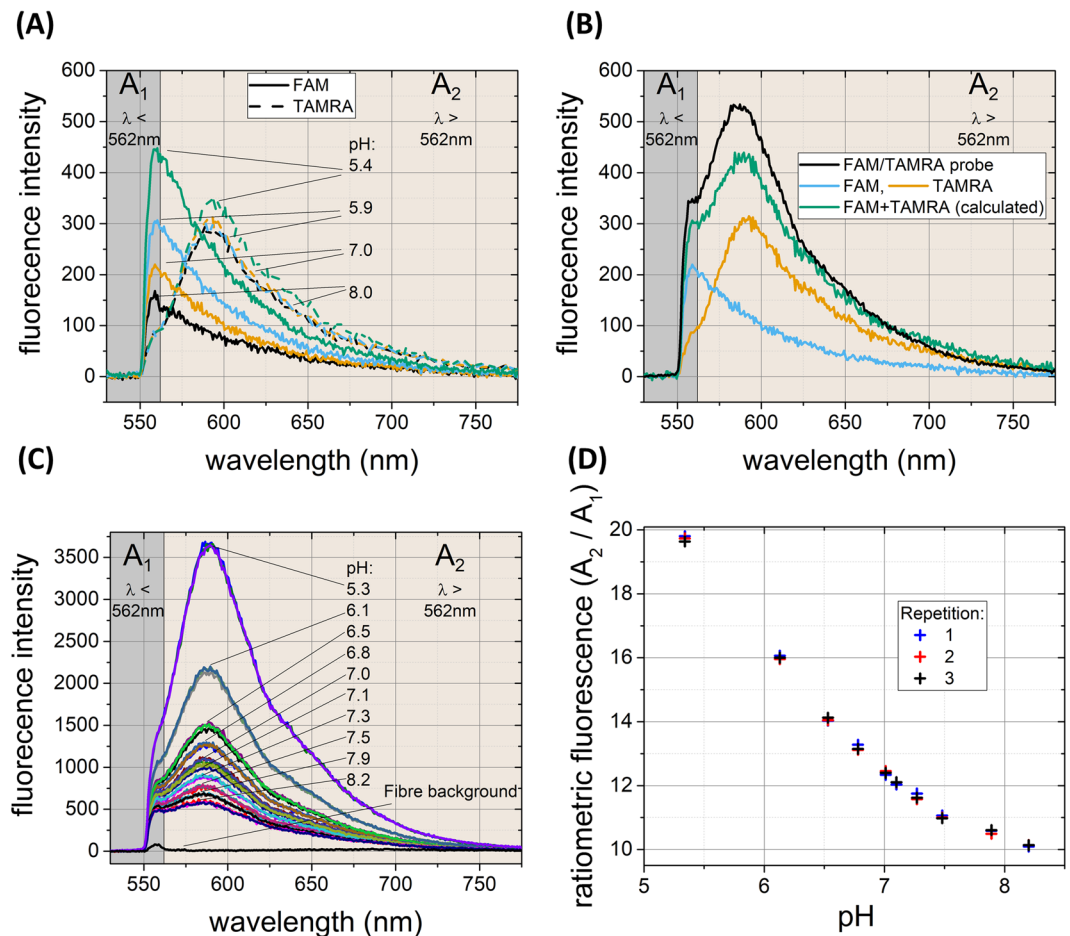 (A)
A1
λ <
562nm
FAM
TAMRA
A2
λ >
562nm
pH:
5.4
5.9
7.0
8.0
600
500
400
300
200
100
0
550 600 650 700 750
fluorecence intensity
wavelength (nm)
(B)
A1
λ <
562nm
A2
λ >
562nm
FAM/TAMRA probe
FAM, TAMRA
FAM+TAMRA (calculated)
600
500
400
300
200
100
0
550 600 650 700 750
fluorecence intensity
wavelength (nm)
(C)
A1
λ <
562nm
A2
λ >
562nm
pH:
5.3
6.1
6.5
6.8
7.0
7.1
7.3
7.5
7.9
8.2
Fibre background
3500
3000
2500
2000
1500
1000
500
0
550 600 650 700 750
fluorecence intensity
wavelength (nm)
(D)
ratiometric fluorescence (A2 / A1)
20
18
16
14
12
10
Repetition:
1
2
3
5 6 7 8
pH